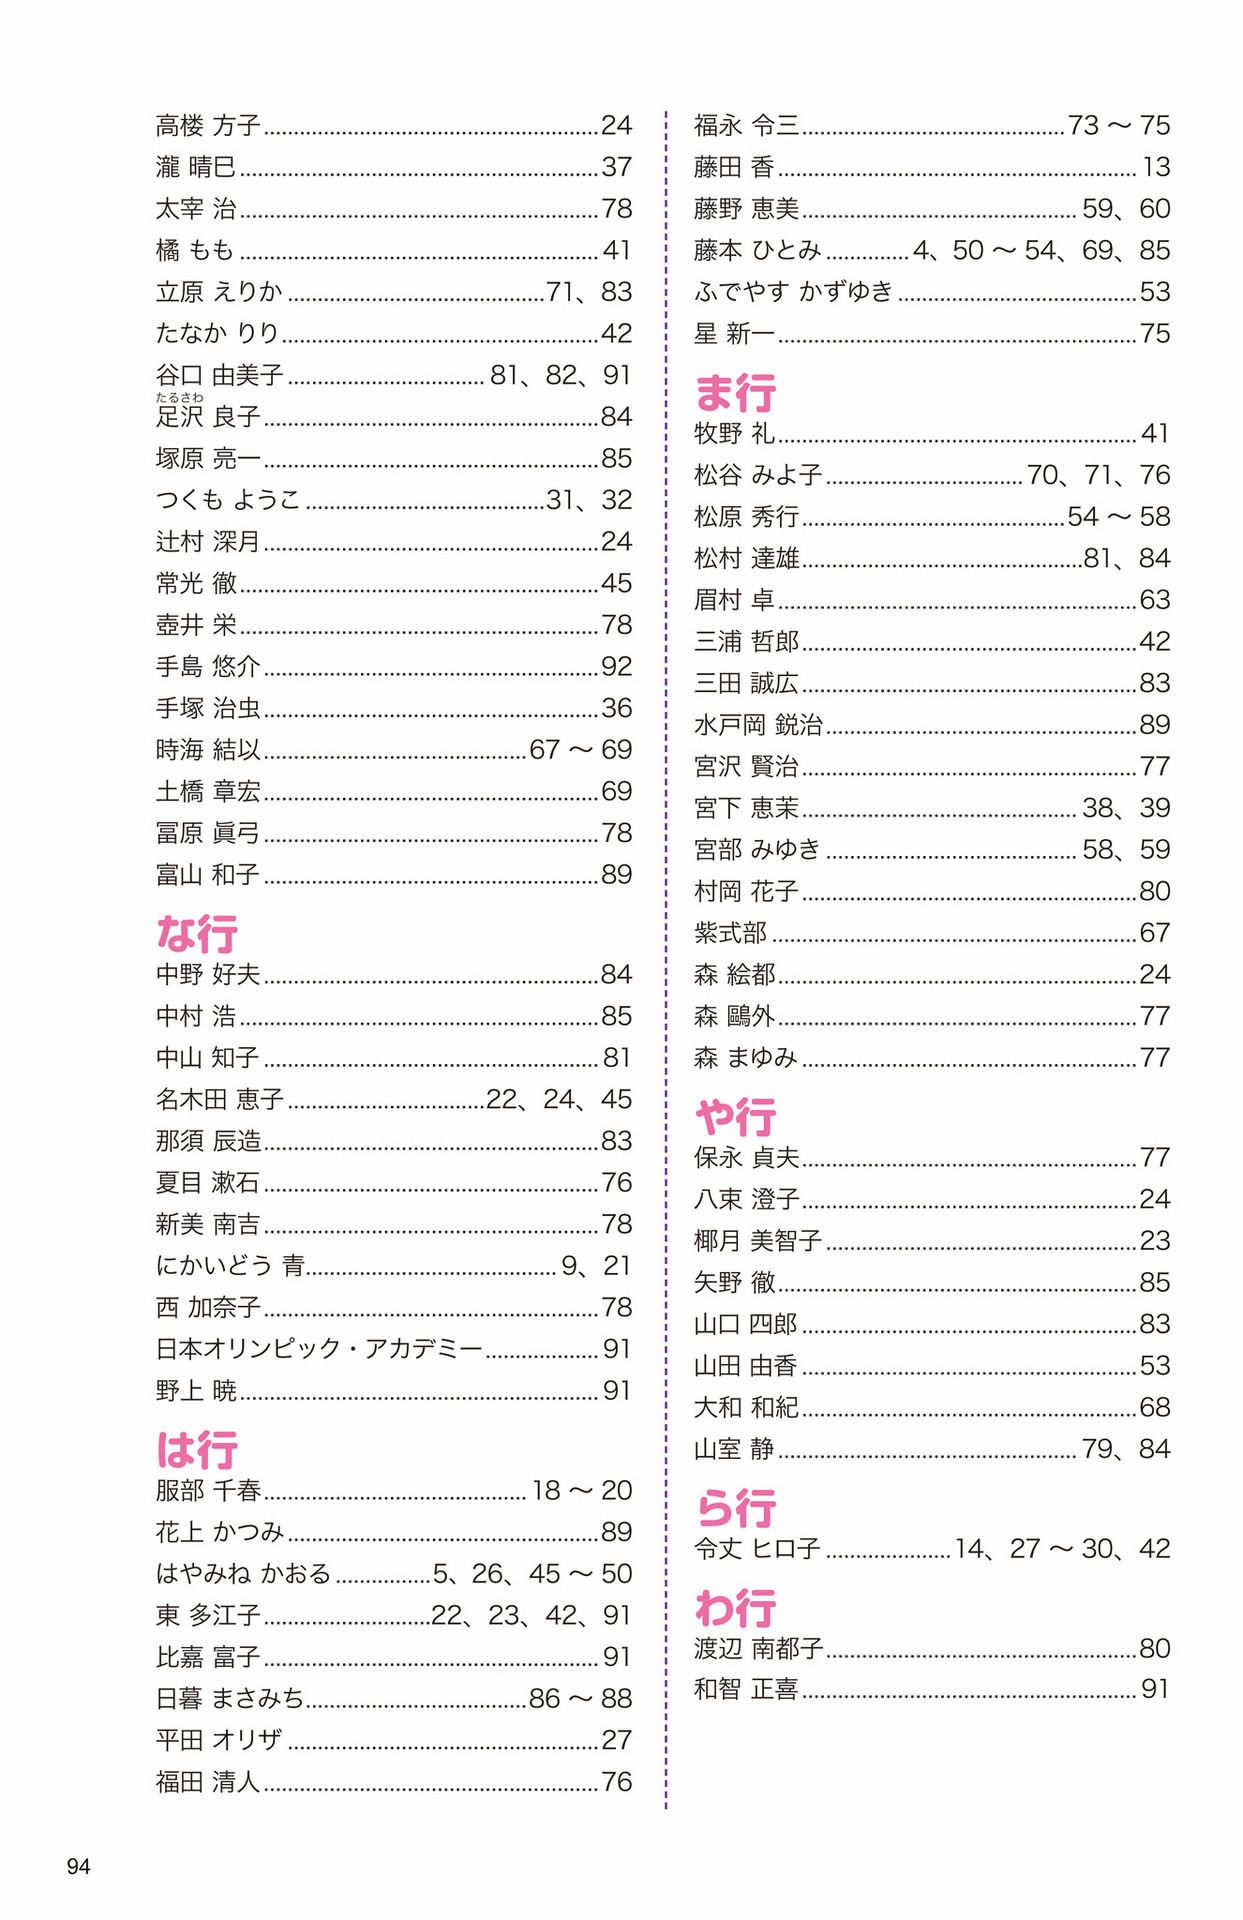 高楼 方子......24
瀧 晴巳......37
太宰 治......78
橘 もも......41
立原 えりか......71、83
たなか りり......42
谷口 由美子......81、82、91
たるさわ
足沢 良子......84
塚原 亮一......85
つくも ようこ......31、32
辻村 深月......24
常光 徹......45
壺井 栄......78
手島 悠介......92
手塚 治虫......36
時海 結以......67 ～ 69
土橋 章宏......69
冨原 眞弓......78
富山 和子......89
な行
中野 好夫......84
中村 浩......85
中山 知子......81
名木田 恵子......22、24、45
那須 辰造......83
夏目 漱石......76
新美 南吉......78
にかいどう 青......9、21
西 加奈子......78
日本オリンピック・アカデミー......91
野上 暁......91
は行
服部 千春......18 ～ 20
花上 かつみ......89
はやみね かおる......5、26、45 ～ 50
東 多江子......22、23、42、91
比嘉 富子......91
日暮 まさみち......86 ～ 88
平田 オリザ......27
福田 清人......76
福永 令三......73 ～ 75
藤田 香......13
藤野 恵美......59、60
藤本 ひとみ......4、50 ～ 54、69、85
ふでやす かずゆき......53
星 新一......75
ま行
牧野 礼......41
松谷 みよ子......70、71、76
松原 秀行......54 ～ 58
松村 達雄......81、84
眉村 卓......63
三浦 哲郎......42
三田 誠広......83
水戸岡 鋭治......89
宮沢 賢治......77
宮下 恵茉......38、39
宮部 みゆき......58、59
村岡 花子......80
紫式部......67
森 絵都......24
森 鷗外......77
森 まゆみ......77
や行
保永 貞夫......77
八束 澄子......24
椰月 美智子......23
矢野 徹......85
山口 四郎......83
山田 由香......53
大和 和紀......68
山室 静......79、84
ら行
令丈 ヒロ子......14、27 ～ 30、42
わ行
渡辺 南都子......80
和智 正喜......91
94